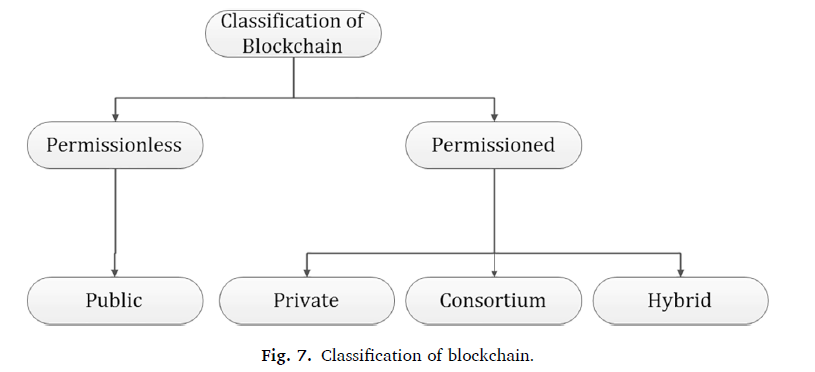 Classification of
Blockchain
Permissionless
Permissioned
Public
Private
Consortium
Hybrid
Fig. 7. Classification of blockchain.